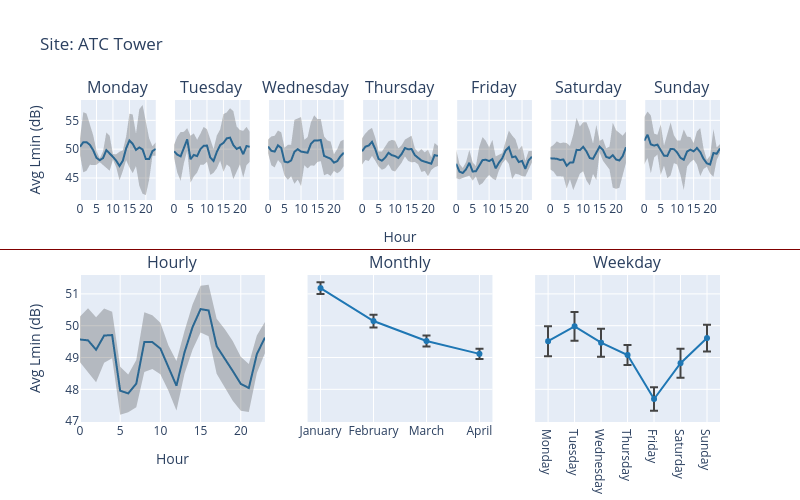 Site: ATC Tower
Monday Tuesday Wednesday Thursday Friday Saturday Sunday
Avg Lmin (dB)
55
50
45
0 5 10 15 20 0 5 10 15 20 0 5 10 15 20 0 5 10 15 20 0 5 10 15 20 0 5 10 15 20 0 5 10 15 20
Hour
Hourly Monthly Weekday
Avg Lmin (dB)
51
50
49
48
47
0 5 10 15 20 January February March April
Monday Tuesday Wednesday Thursday Friday Saturday Sunday
Hour